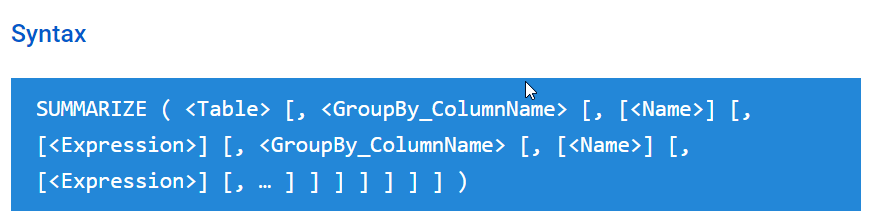 Syntax
SUMMARIZE ( <Table> [, <GroupBy_ColumnName> [, [<Name>] [,
[<Expression>] [, <GroupBy_ColumnName> [, [<Name>] [,
[<Expression>] [, … ] ] ] ] ] ] ] )